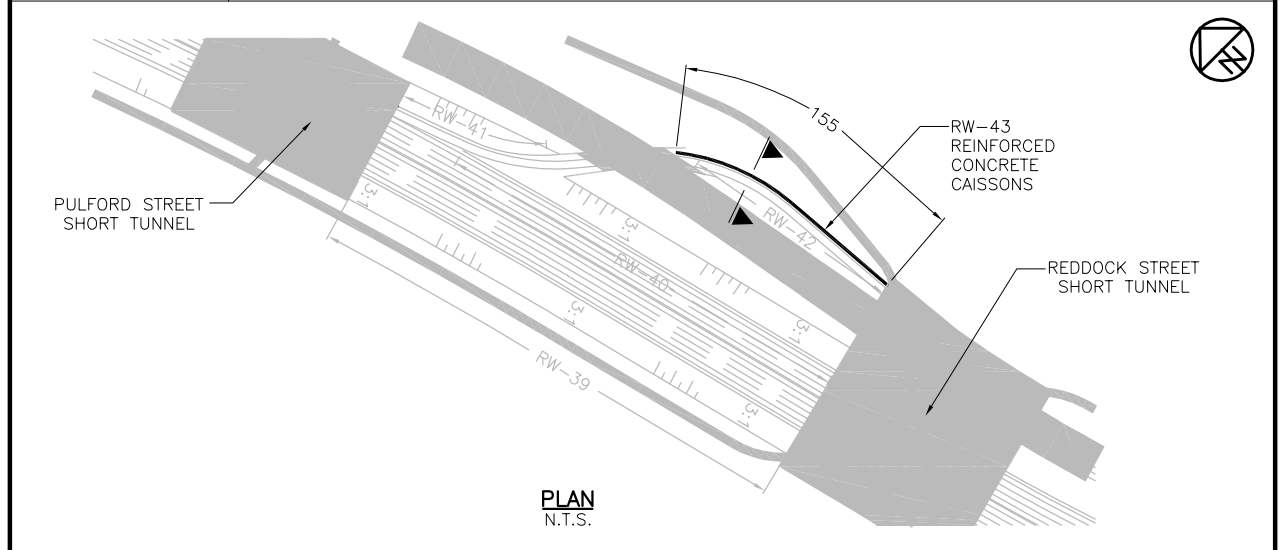 RW-41
155
RW-43
REINFORCED
CONCRETE
CAISSONS
PULFORD STREET
SHORT TUNNEL
3:1
3:1
RW-42
RW-40
REDDOCK STREET
SHORT TUNNEL
3:1
3:1
RW-39
3:1
PLAN
N.T.S.